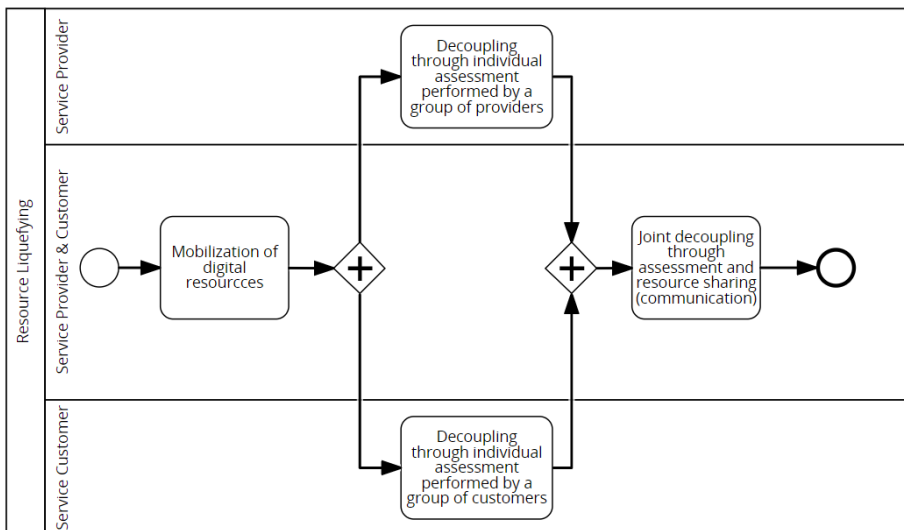 Resource Liquefying
Service Provider
Decoupling
through individual
assessment
performed by a
group of providers
Service Provider & Customer
Mobilization of
digital
resourcces
Joint decoupling
through
assessment and
resource sharing
(communication)
Service Customer
Decoupling
through individual
assessment
performed by a
group of customers